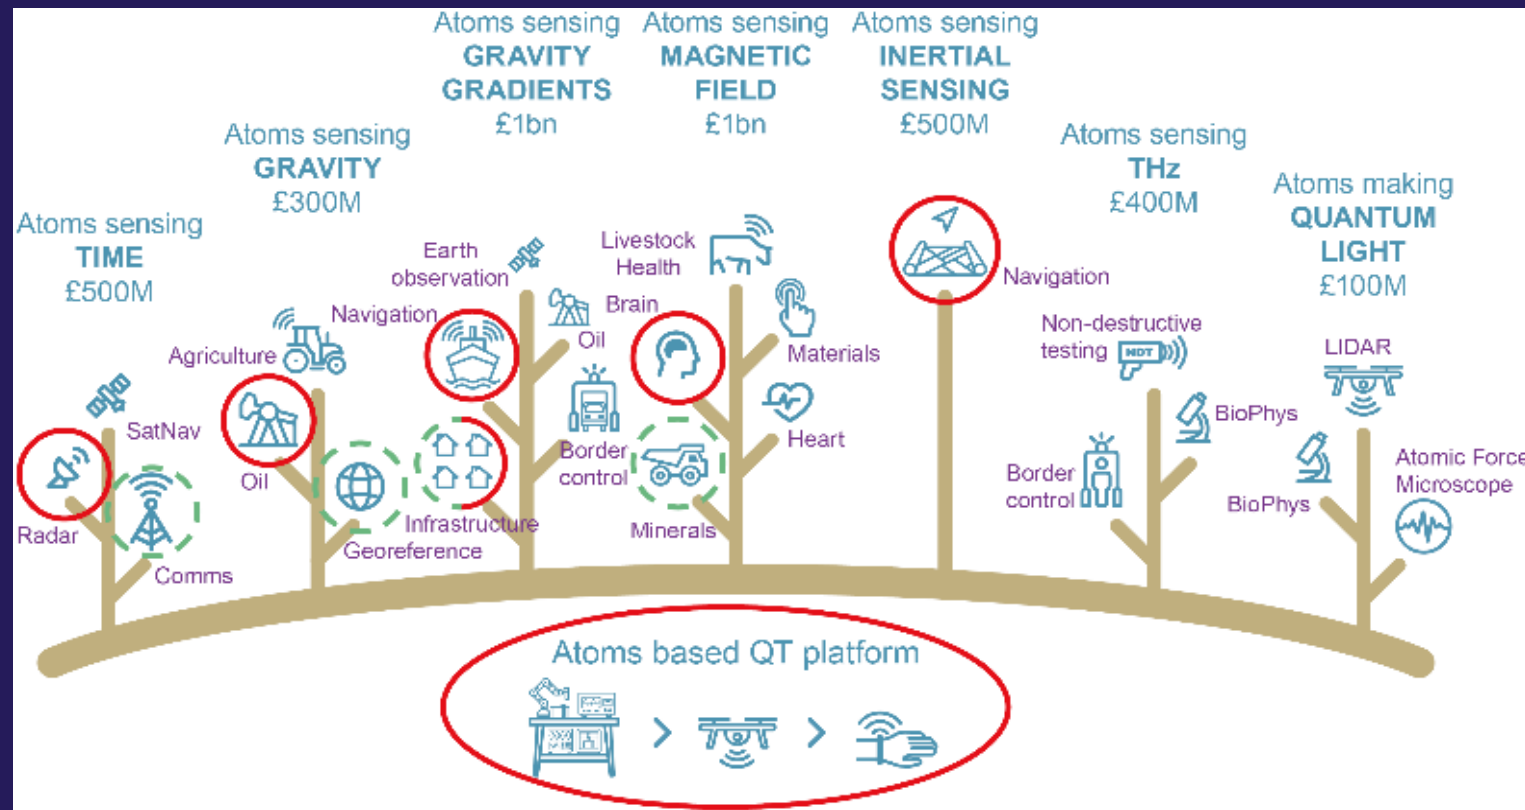 Atoms sensing
TIME
£500M
SatNav
Radar
Comms
Atoms sensing
GRAVITY
£300M
Agriculture
Oil
Georeference
Atoms sensing
GRAVITY
GRADIENTS
£1bn
Earth
observation
Navigation
Oil
Border
control
Infrastructure
Atoms sensing
MAGNETIC
FIELD
£1bn
Livestock
Health
Brain
Materials
Heart
Minerals
Atoms sensing
INERTIAL
SENSING
£500M
Navigation
Atoms sensing
THz
£400M
Non-destructive
testing
NDT
BioPhys
Border
control
Atoms making
QUANTUM
LIGHT
£100M
LIDAR
BioPhys
Atomic Force
Microscope
Atoms based QT platform
> >